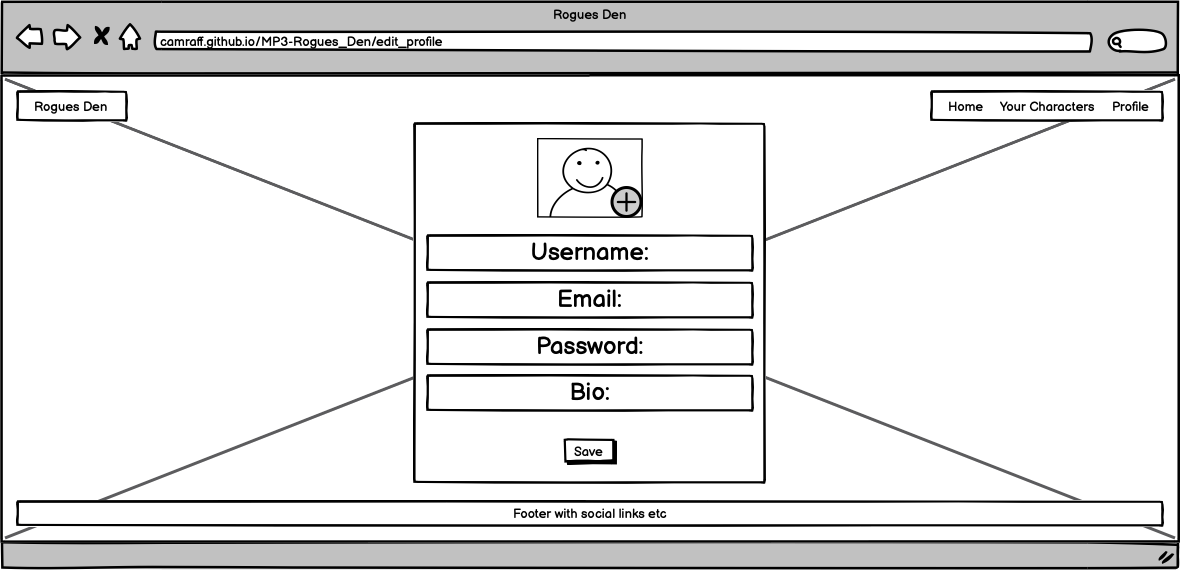 Rogues Den
camraff.github.io/MP3-Rogues_Den/edit_profile
Rogues Den
Home Your Characters Profile
Username:
Email:
Password:
Bio:
Save
Footer with social links etc